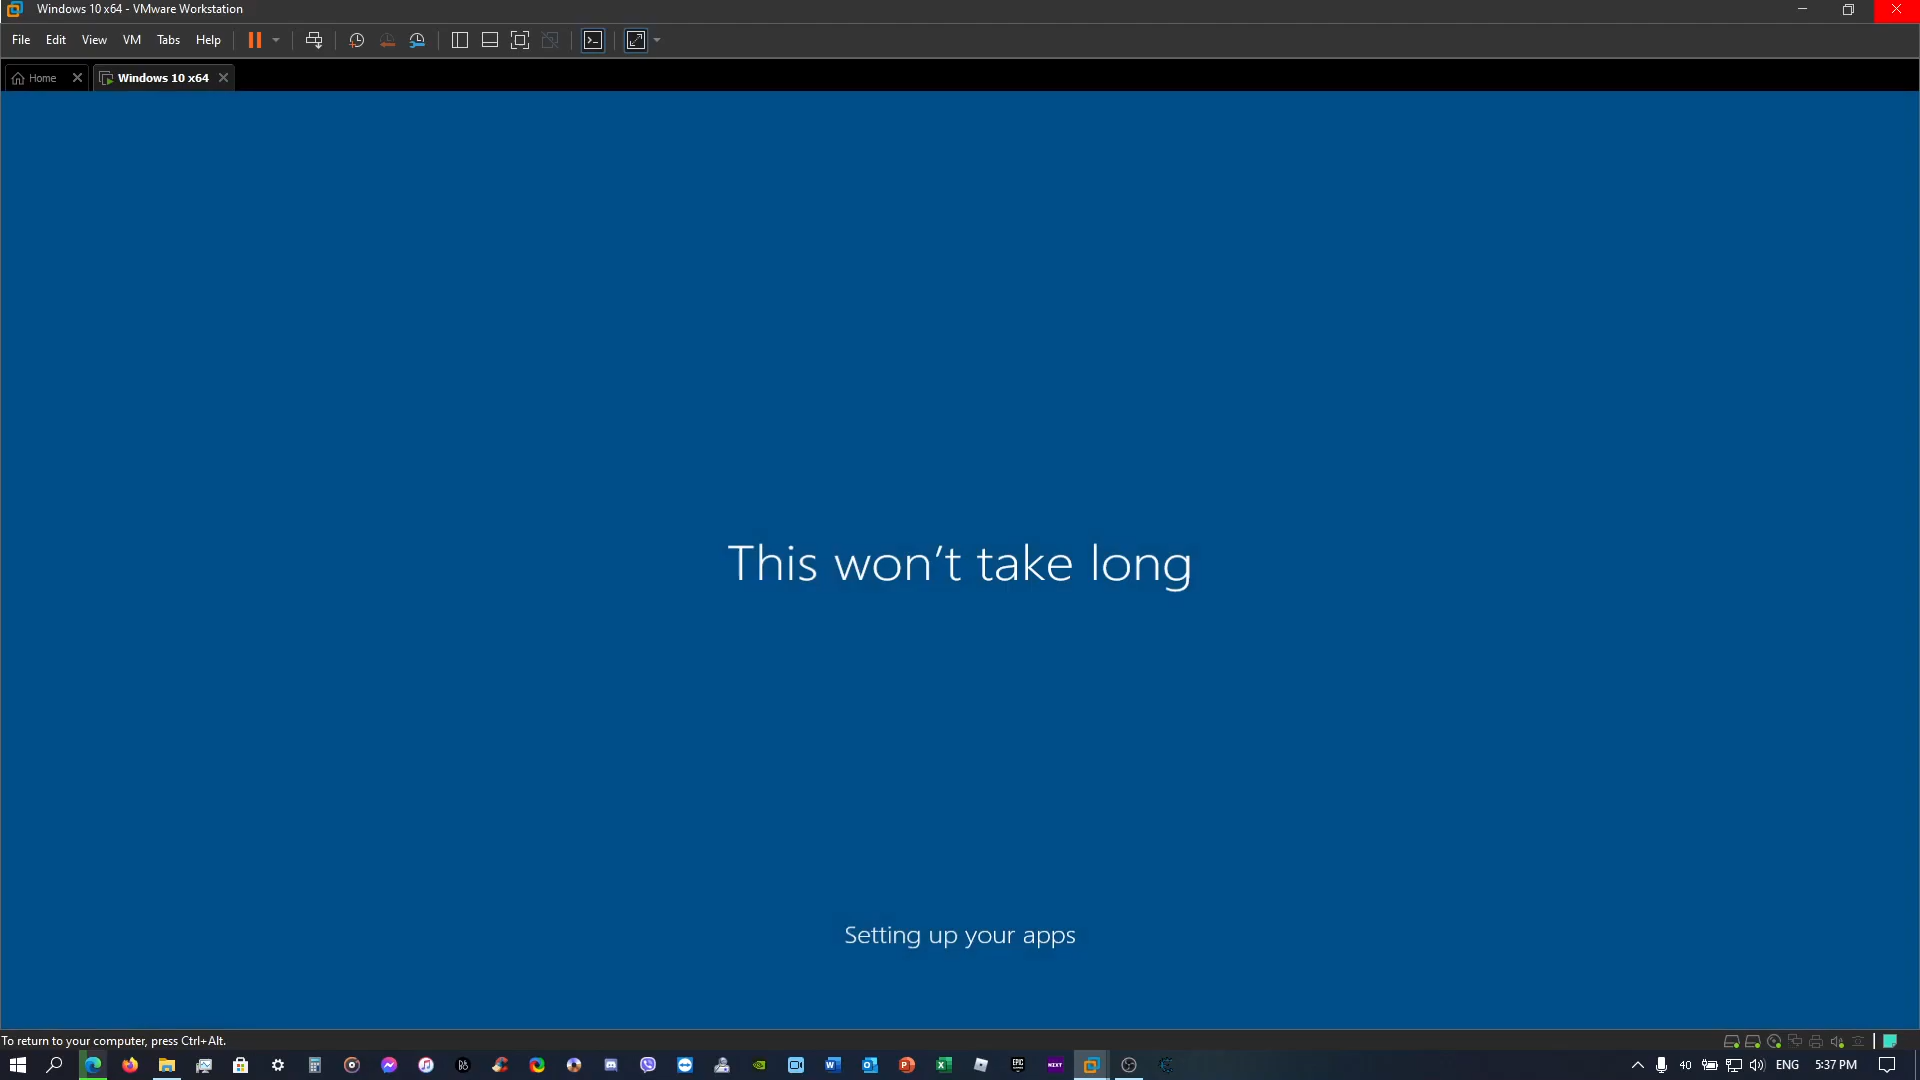 Windows 10 x64 - VMware Workstation
File Edit View VM Tabs Help
Home Windows 10 x64
This won't take long
Setting up your apps
To return to your computer, press Ctrl+Alt.
40 ENG 5:37 PM